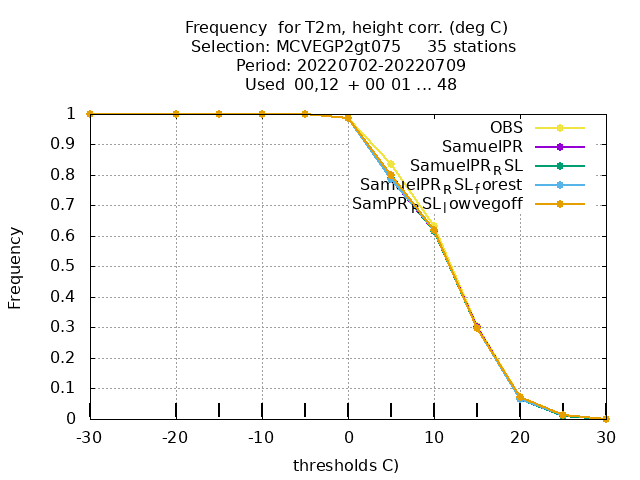 Frequency for T2m, height corr. (deg C)
Selection: MCVEGP2gt075 35 stations
Period: 20220702-20220709
Used 00,12 + 00 01 ... 48
1
0.9
0.8
0.7
0.6
0.5
0.4
0.3
0.2
0.1
0
Frequency
OBS
SamuelPR
SamuelPR_RSL
SamuelPR_RSL_forest
SamPR_RSL_lowvegoff
-30 -20 -10 0 10 20 30
thresholds C)